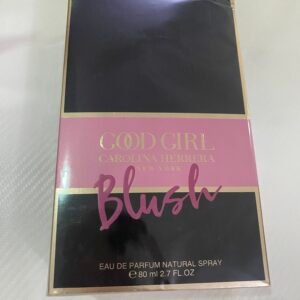 GOOD GIRL
CAROLINA HERRERA
NEW YORK
Blush
EAU DE PARFUM NATURAL SPRAY
℮ 80 ml 2.7 FL OZ